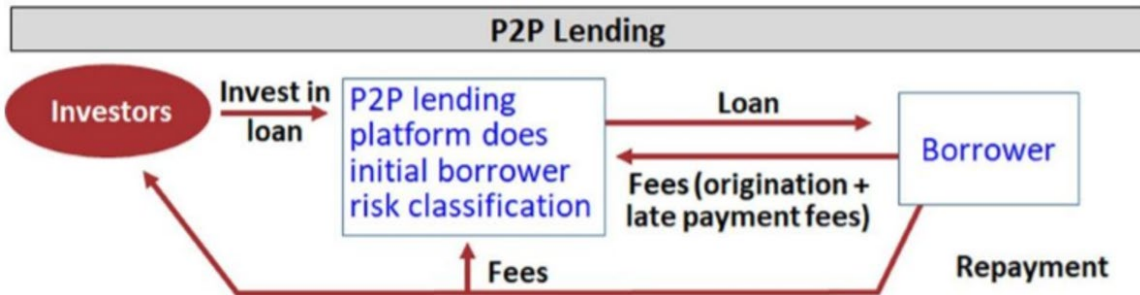 P2P Lending
Investors
Invest in
loan
P2P lending
platform does
initial borrower
risk classification
Loan
Fees (origination +
late payment fees)
Borrower
Fees
Repayment